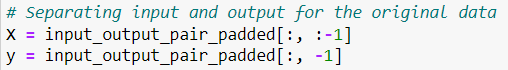 # Separating input and output for the original data
X = input_output_pair_padded[:, :-1]
y = input_output_pair_padded[:, -1]